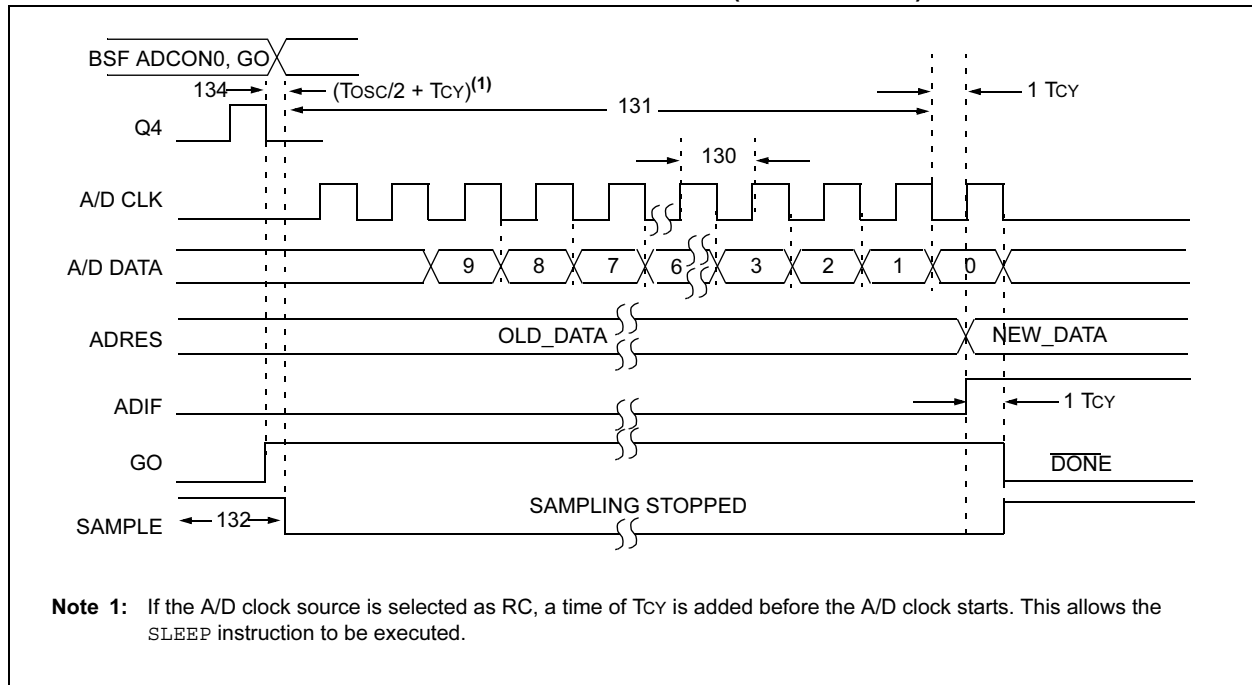 BSF ADCON0, GO
134 (TOSC/2 + TCY)(1) 1 TCY
131
Q4
130
A/D CLK
A/D DATA 9 8 7 6 3 2 1 0
ADRES OLD_DATA NEW_DATA
ADIF 1 TCY
GO DONE
SAMPLE 132 SAMPLING STOPPED
Note 1: If the A/D clock source is selected as RC, a time of TCY is added before the A/D clock starts. This allows the
SLEEP instruction to be executed.